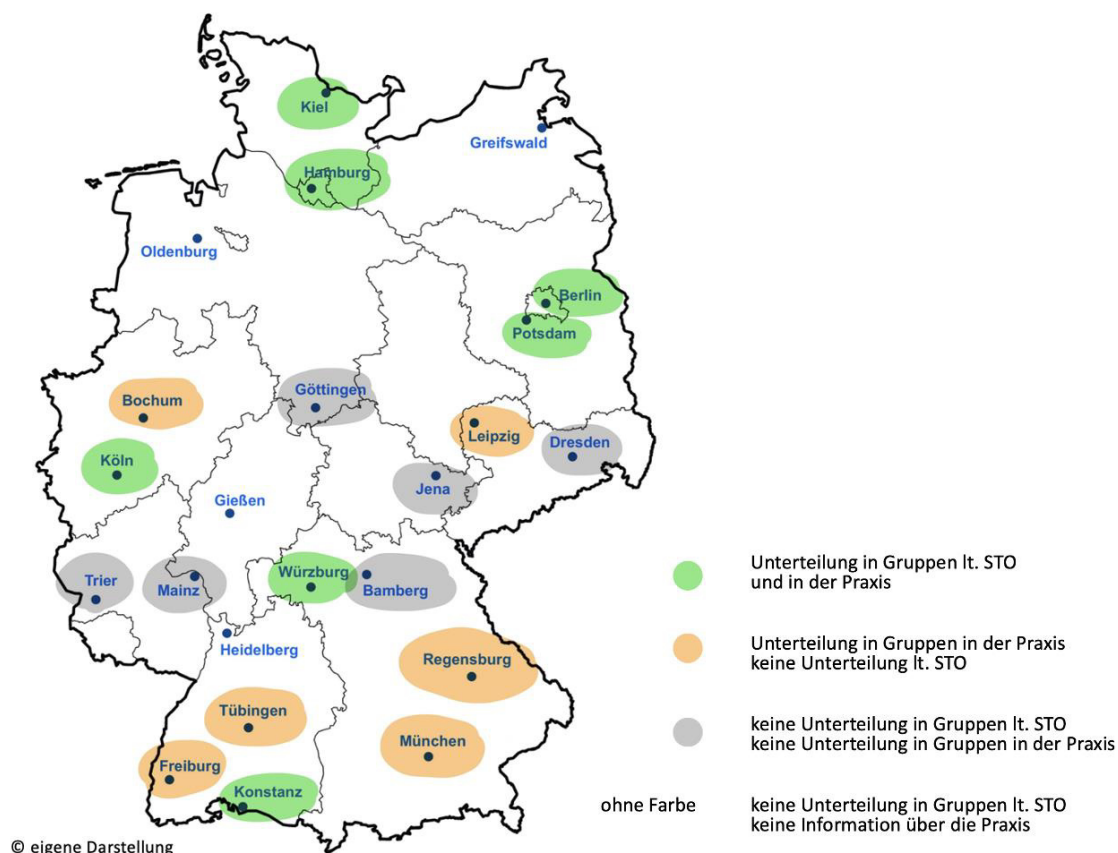 Kiel
Greifswald
Hamburg
Oldenburg
Berlin
Potsdam
Göttingen
Bochum
Leipzig
Dresden
Köln
Jena
Gießen
Trier
Mainz
Würzburg
Bamberg
Heidelberg
Regensburg
Tübingen
München
Freiburg
Konstanz
Unterteilung in Gruppen lt. STO
und in der Praxis
Unterteilung in Gruppen in der Praxis
keine Unterteilung lt. STO
keine Unterteilung in Gruppen lt. STO
keine Unterteilung in Gruppen in der Praxis
ohne Farbe
keine Unterteilung in Gruppen lt. STO
keine Information über die Praxis
© eigene Darstellung